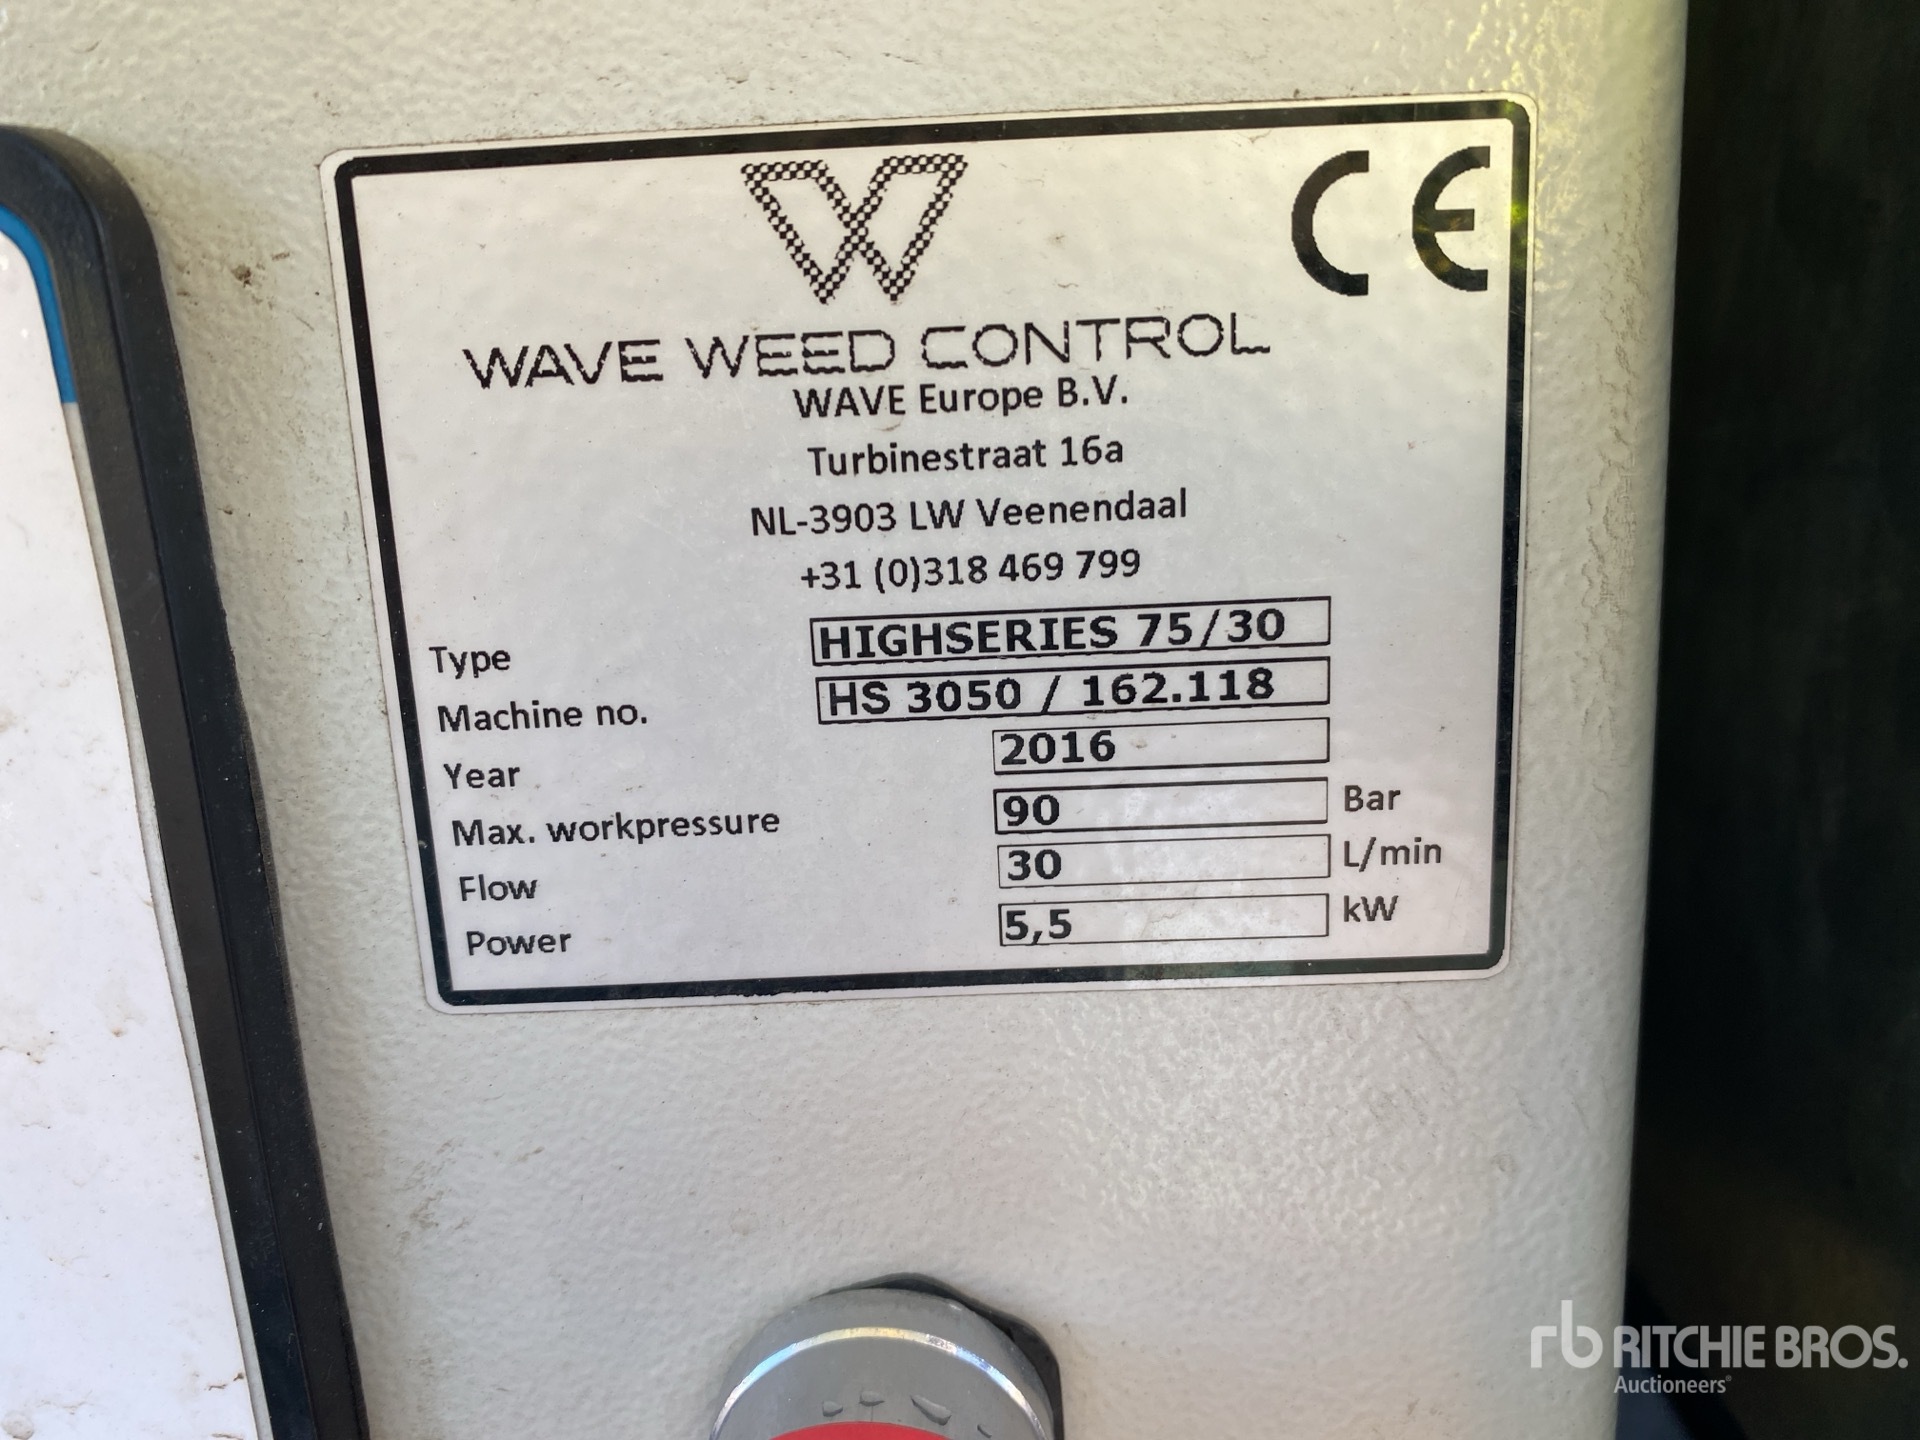 CE
WAVE WEED CONTROL
WAVE Europe B.V.
Turbinestraat 16a
NL-3903 LW Veenendaal
+31 (0)318 469 799
Type HIGHSERIES 75/30
Machine no. HS 3050 / 162.118
Year 2016
Max. workpressure 90 Bar
Flow 30 L/min
Power 5,5 kW
rb RITCHIE BROS.
Auctioneers